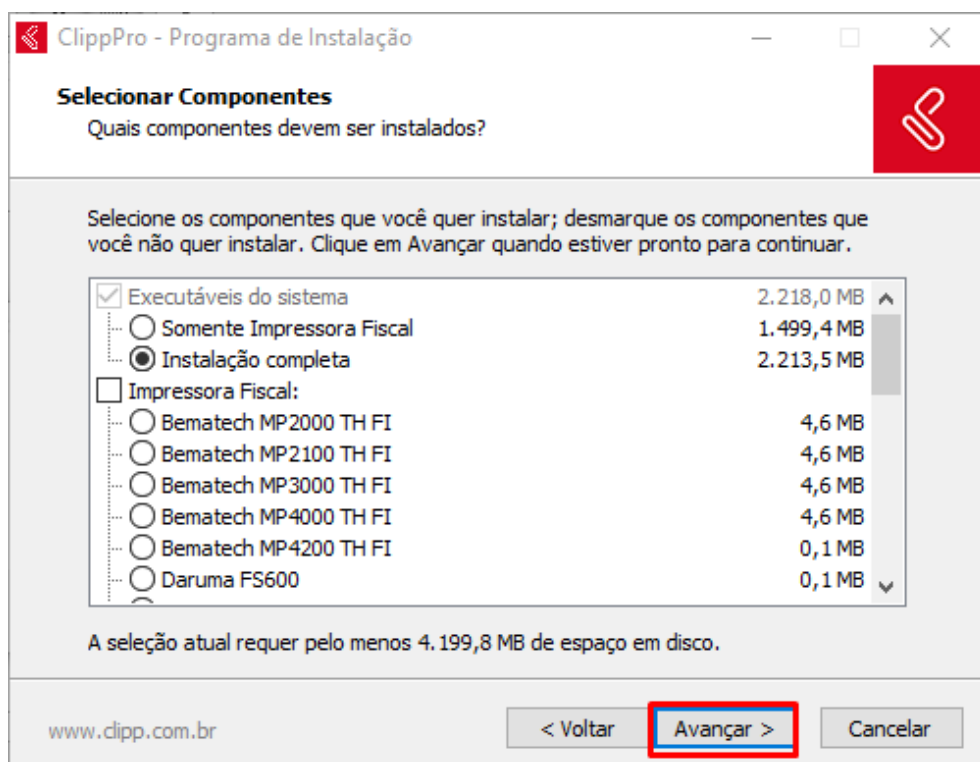 ClippPro - Programa de Instalação
Selecionar Componentes
Quais componentes devem ser instalados?
Selecione os componentes que você quer instalar; desmarque os componentes que
você não quer instalar. Clique em Avançar quando estiver pronto para continuar.
Executáveis do sistema 2.218,0 MB
Somente Impressora Fiscal 1.499,4 MB
Instalação completa 2.213,5 MB
Impressora Fiscal:
Bematech MP2000 TH FI 4,6 MB
Bematech MP2100 TH FI 4,6 MB
Bematech MP3000 TH FI 4,6 MB
Bematech MP4000 TH FI 4,6 MB
Bematech MP4200 TH FI 0,1 MB
Daruma FS600 0,1 MB
A seleção atual requer pelo menos 4.199,8 MB de espaço em disco.
www.clipp.com.br < Voltar Avançar > Cancelar